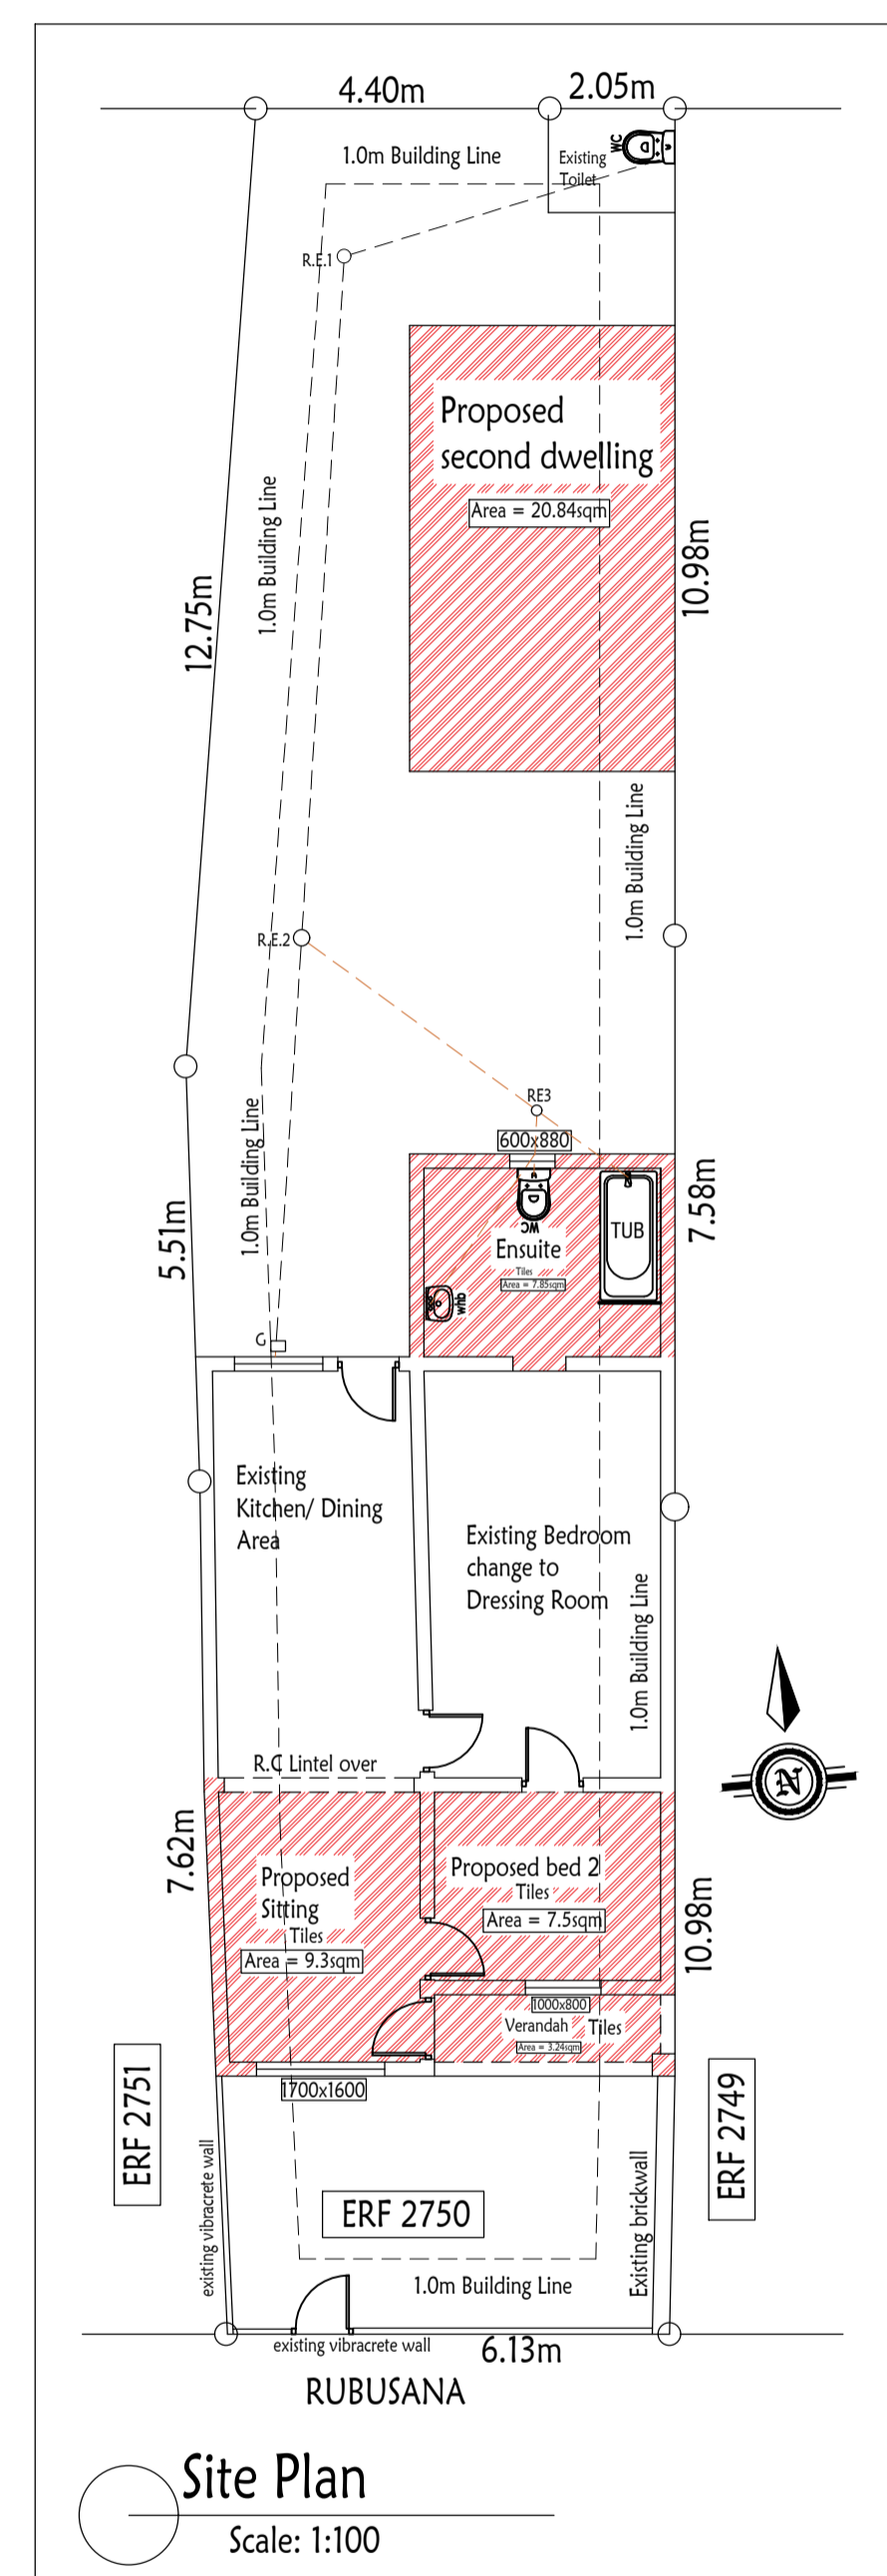 4.40m
2.05m
1.0m Building Line
Existing
Toilet
WC
R.E.1
Proposed
second dwelling
Area = 20.84sqm
1.0m Building Line
12.75m
10.98m
1.0m Building Line
R.E.2
RE3
600x880
1.0m Building Line
5.51m
7.58m
WC
Ensuite
Tiles
Area = 7.85sqm
TUB
whb
G
Existing
Kitchen/ Dining
Area
Existing Bedroom
change to
Dressing Room
1.0m Building Line
N
R.C Lintel over
7.62m
Proposed
Sitting
Tiles
Area = 9.3sqm
Proposed bed 2
Tiles
Area = 7.5sqm
10.98m
1000x800
Verandah
Tiles
Area = 3.24sqm
1700x1600
ERF 2751
ERF 2749
existing vibracrete wall
ERF 2750
Existing brickwall
1.0m Building Line
existing vibracrete wall
6.13m
RUBUSANA
Site Plan
Scale: 1:100